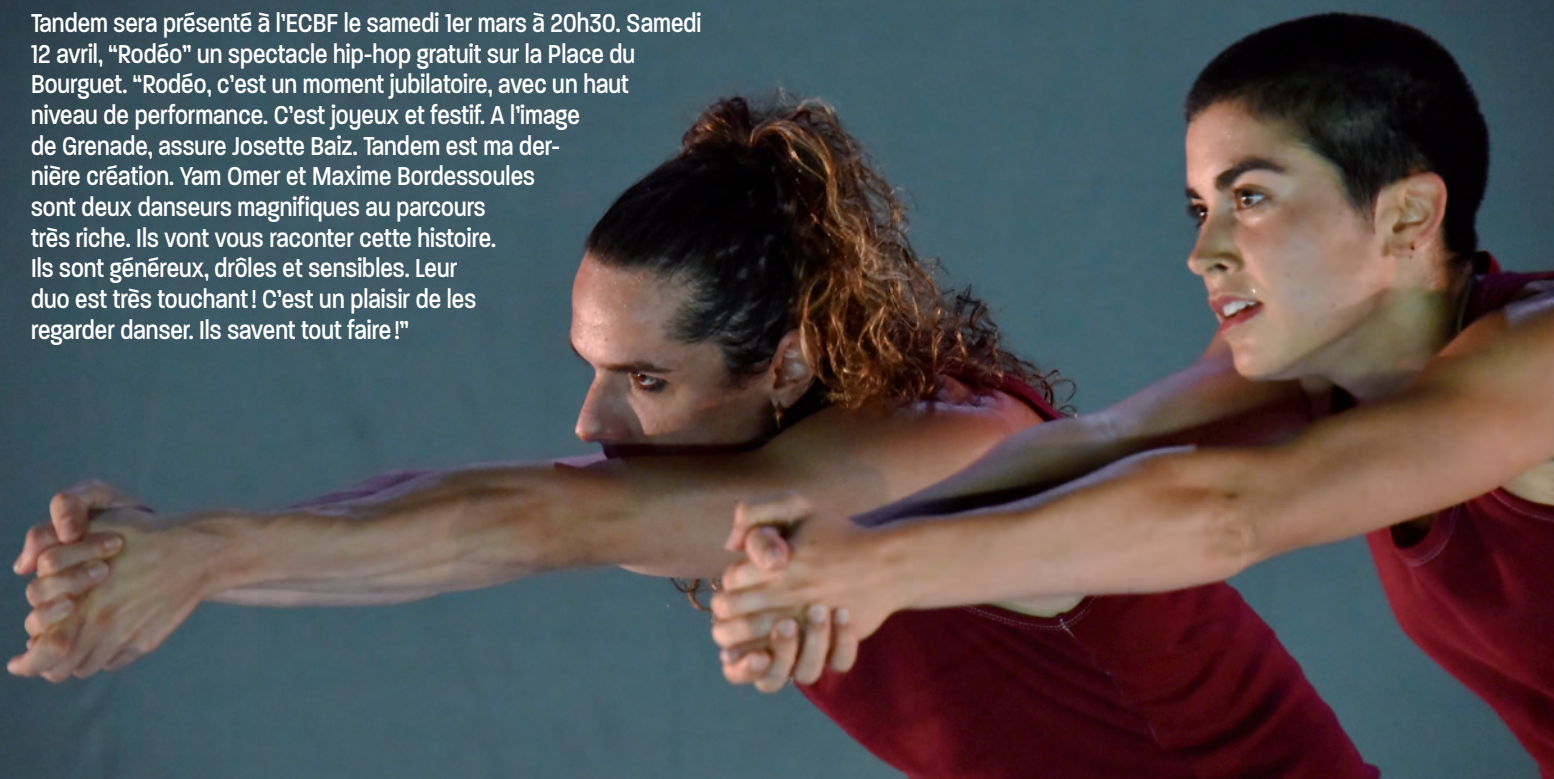 Tandem sera présenté à l’ECBF le samedi 1er mars à 20h30. Samedi
12 avril, “Rodéo” un spectacle hip-hop gratuit sur la Place du
Bourguet. “Rodéo, c’est un moment jubilatoire, avec un haut
niveau de performance. C’est joyeux et festif. A l’image
de Grenade, assure Josette Baiz. Tandem est ma der-
nière création. Yam Omer et Maxime Bordessoules
sont deux danseurs magnifiques au parcours
très riche. Ils vont vous raconter cette histoire.
Ils sont généreux, drôles et sensibles. Leur
duo est très touchant ! C’est un plaisir de les
regarder danser. Ils savent tout faire !”